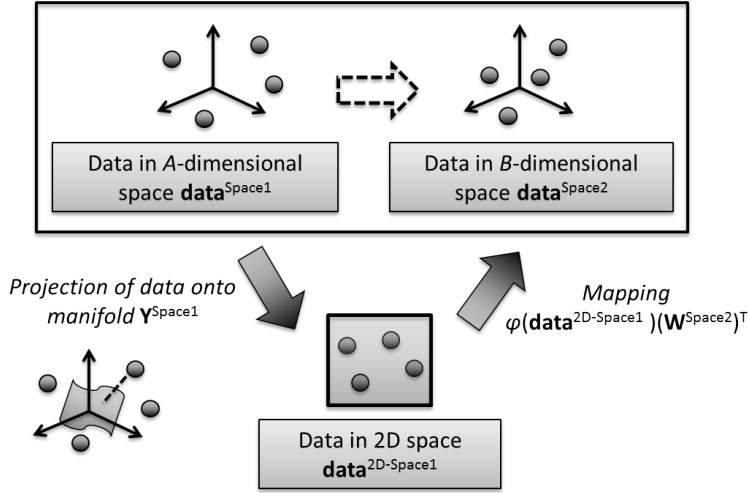 Data in A-dimensional
space data^Space1
Data in B-dimensional
space data^Space2
Projection of data onto
manifold Y^Space1
Mapping
φ(data^2D-Space1 )(W^Space2)^T
Data in 2D space
data^2D-Space1